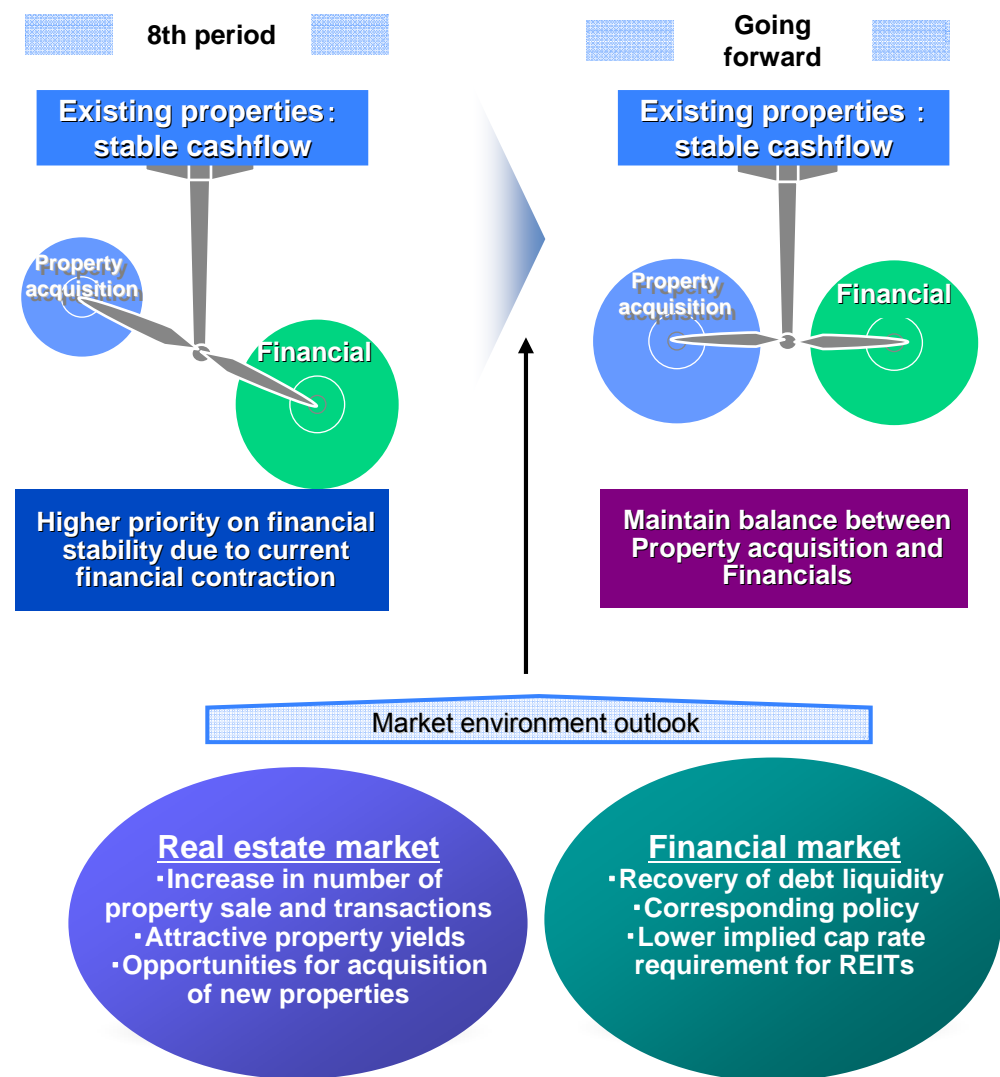 8th period
Going
forward
Existing properties:
stable cashflow
Existing properties :
stable cashflow
Property
acquisition
Financial
Property
acquisition
Financial
Higher priority on financial
stability due to current
financial contraction
Maintain balance between
Property acquisition and
Financials
Market environment outlook
Real estate market
・Increase in number of
property sale and transactions
・Attractive property yields
・Opportunities for acquisition
of new properties
Financial market
・Recovery of debt liquidity
・Corresponding policy
・Lower implied cap rate
requirement for REITs